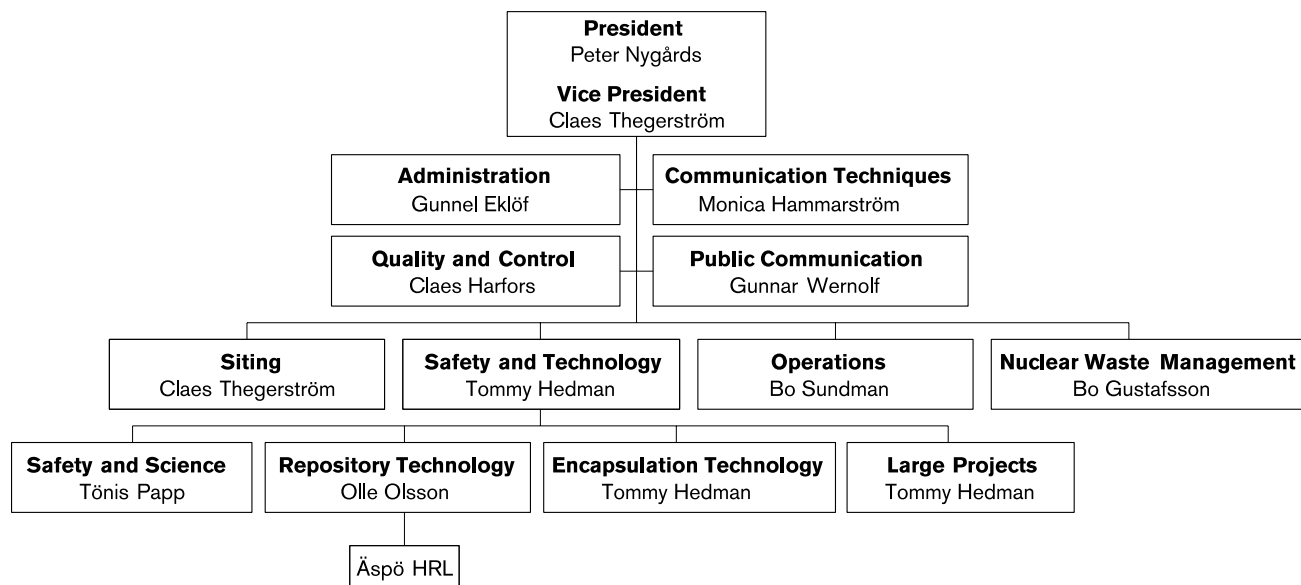 President
Peter Nygårds
Vice President
Claes Thegerström
Administration
Gunnel Eklöf
Communication Techniques
Monica Hammarström
Quality and Control
Claes Harfors
Public Communication
Gunnar Wernolf
Siting
Claes Thegerström
Safety and Technology
Tommy Hedman
Operations
Bo Sundman
Nuclear Waste Management
Bo Gustafsson
Safety and Science
Tönis Papp
Repository Technology
Olle Olsson
Encapsulation Technology
Tommy Hedman
Large Projects
Tommy Hedman
Äspö HRL